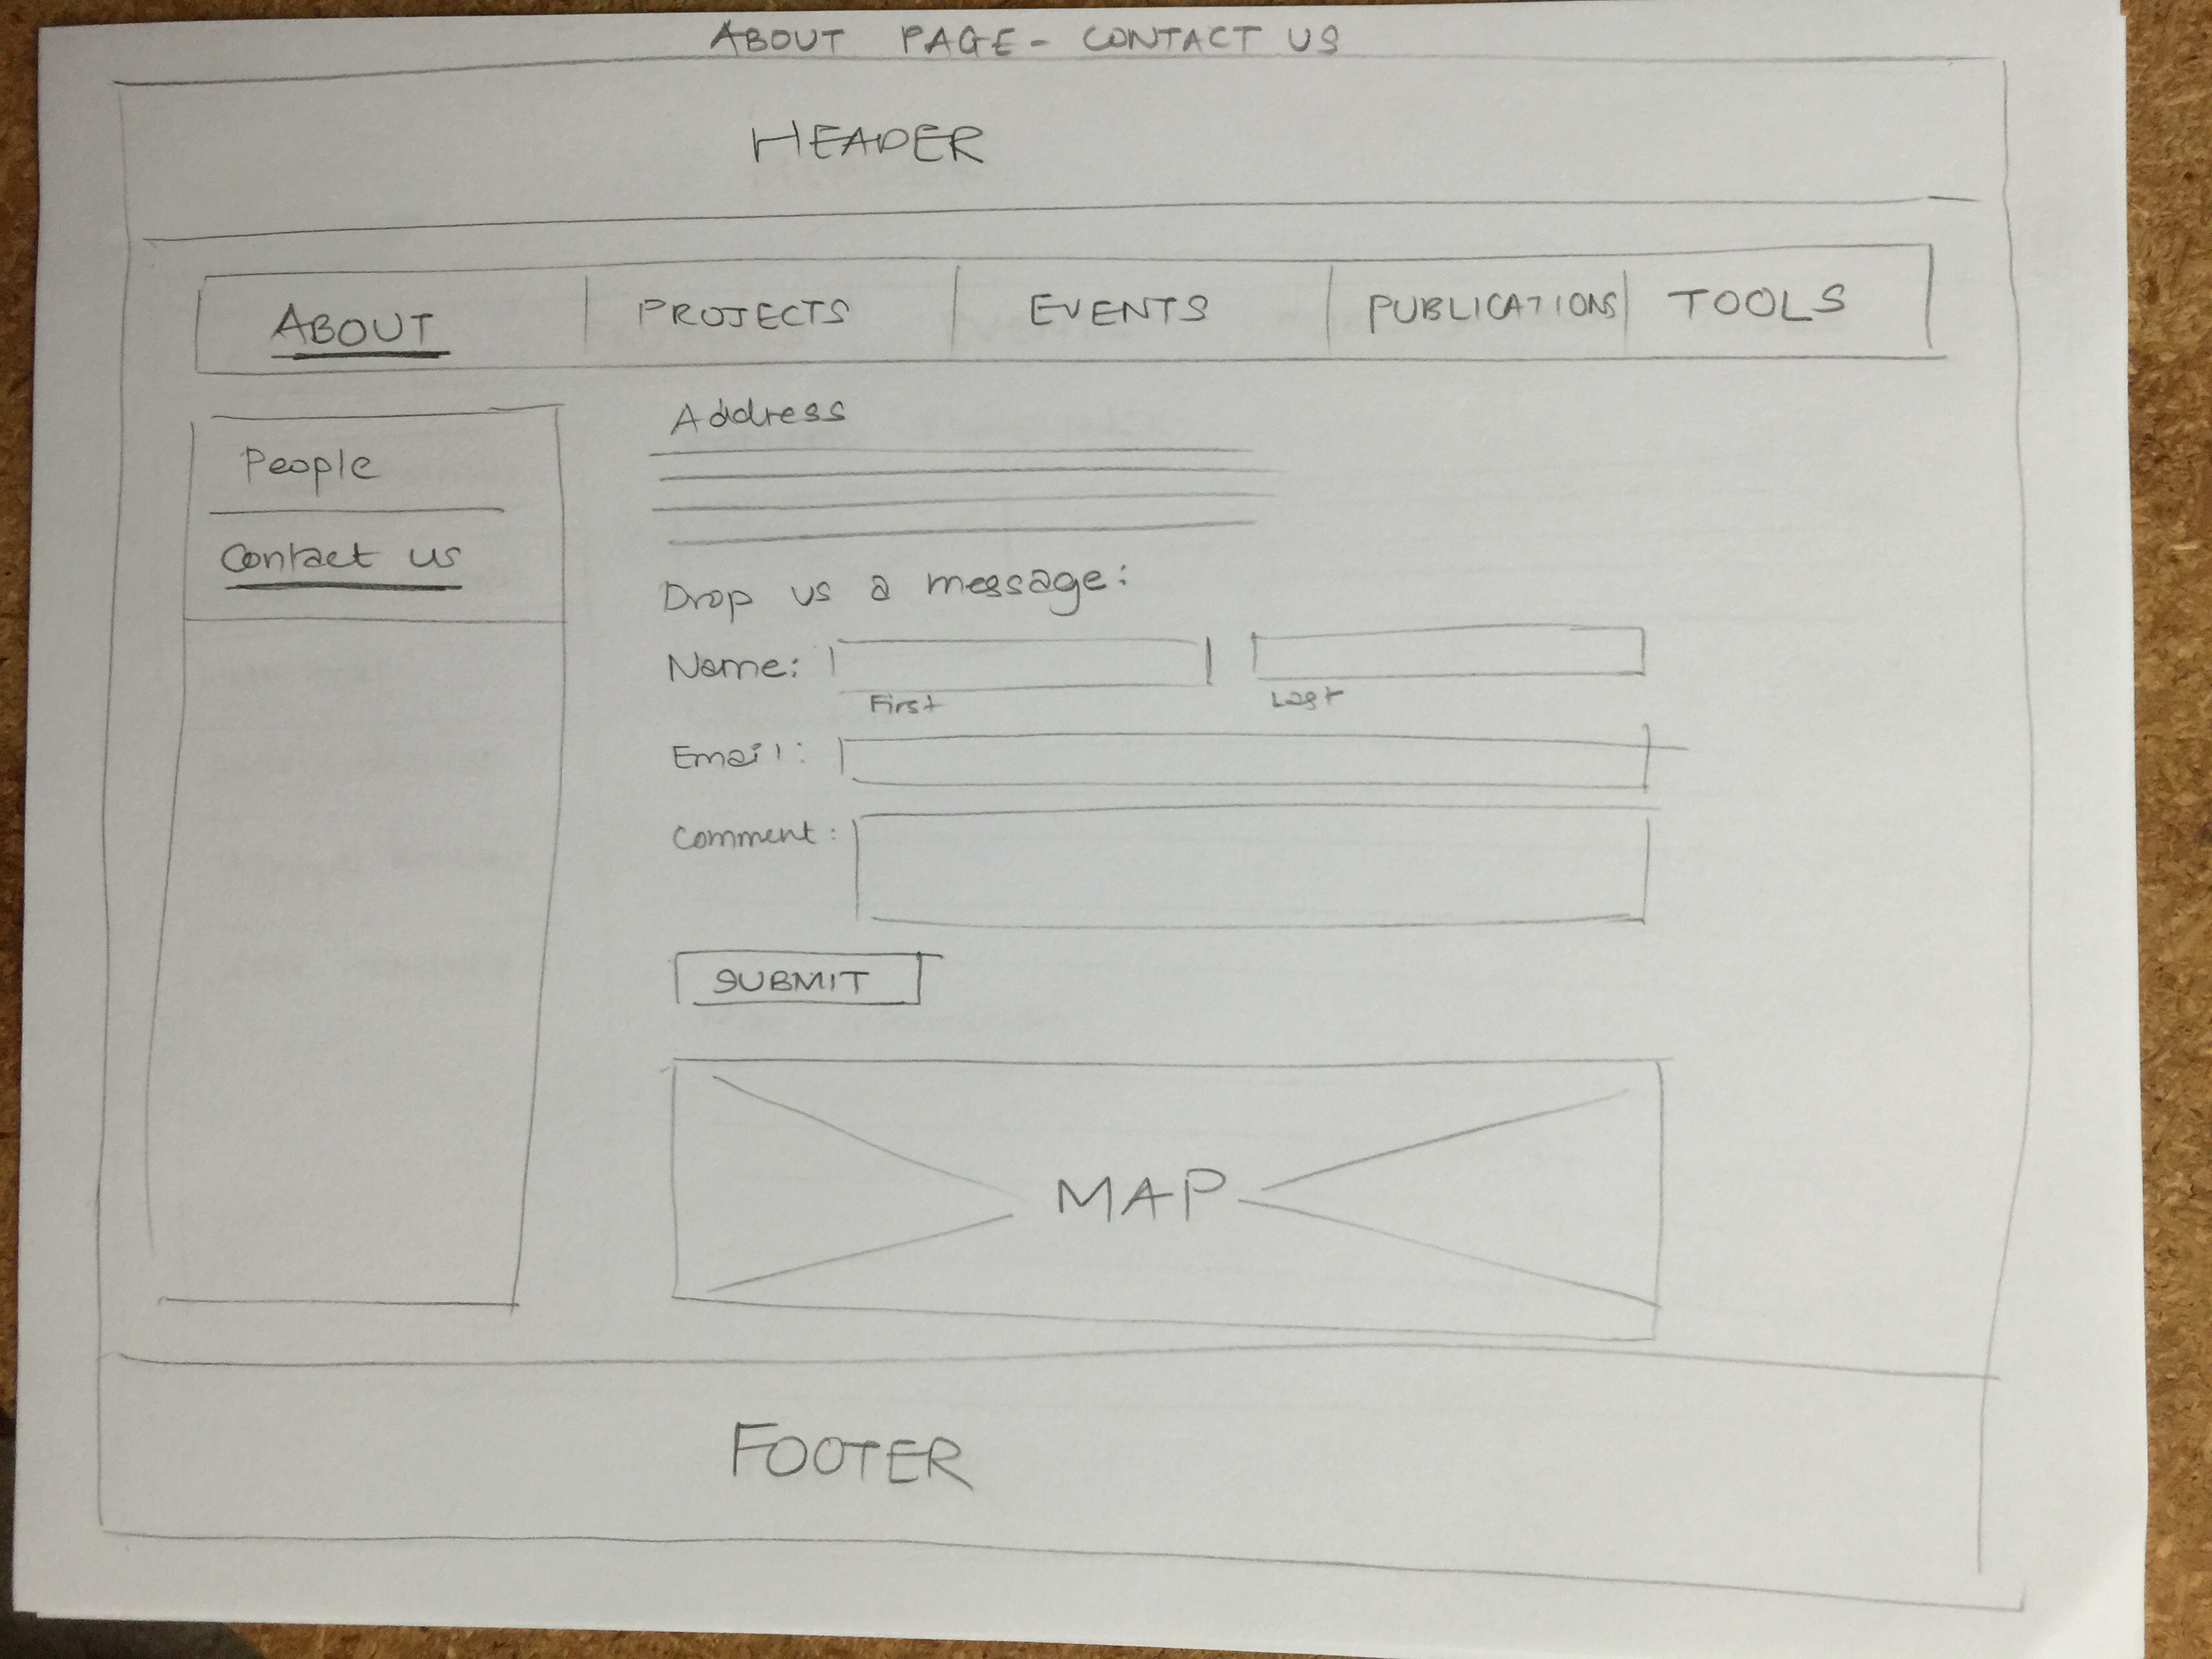 ABOUT PAGE - CONTACT US
HEADER
ABOUT PROJECTS EVENTS PUBLICATIONS TOOLS
People
Contact us
Address
Drop us a message:
Name:
First Last
Email:
Comment:
SUBMIT
MAP
FOOTER